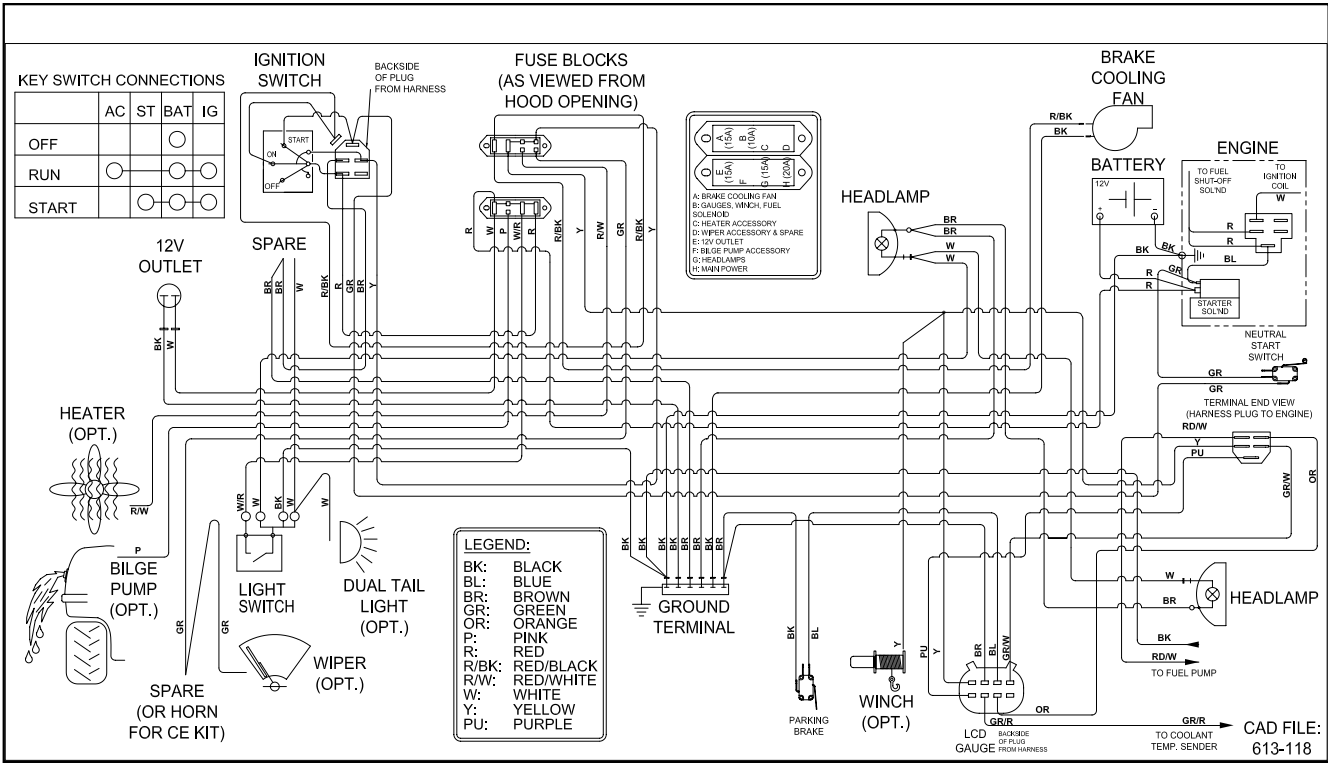 KEY SWITCH CONNECTIONS
AC ST BAT IG
OFF
RUN
START
IGNITION
SWITCH
BACKSIDE
OF PLUG
FROM HARNESS
START
ON
OFF
FUSE BLOCKS
(AS VIEWED FROM
HOOD OPENING)
A (15A)
B (10A)
C
D
E (15A)
F
G (15A)
H (20A)
A: BRAKE COOLING FAN
B: GAUGES, WINCH, FUEL
SOLENOID
C: HEATER ACCESSORY
D: WIPER ACCESSORY & SPARE
E: 12V OUTLET
F: BILGE PUMP ACCESSORY
G: HEADLAMPS
H: MAIN POWER
BRAKE
COOLING
FAN
R/BK
BK
BATTERY
12V
+ -
ENGINE
TO FUEL
SHUT-OFF
SOL'ND
TO
IGNITION
COIL
W
R
R
BL
BK
BK
GR
R
R
STARTER
SOL'ND
HEADLAMP
BR
BR
W
W
12V
OUTLET
BK
W
SPARE
BR
BR
W
R/BK
R
GR
BR
Y
R
W
P
W/R
R
R/BK
Y
R/W
GR
R/BK
Y
NEUTRAL
START
SWITCH
GR
GR
TERMINAL END VIEW
(HARNESS PLUG TO ENGINE)
RD/W
Y
PU
GR/W
OR
HEATER
(OPT.)
R/W
P
BILGE
PUMP
(OPT.)
W/R
W
BK
W
W
LIGHT
SWITCH
DUAL TAIL
LIGHT
(OPT.)
GR
GR
WIPER
(OPT.)
SPARE
(OR HORN
FOR CE KIT)
LEGEND:
BK: BLACK
BL: BLUE
BR: BROWN
GR: GREEN
OR: ORANGE
P: PINK
R: RED
R/BK: RED/BLACK
R/W: RED/WHITE
W: WHITE
Y: YELLOW
PU: PURPLE
BK
BK
BK
BR
BR
BK
BR
GROUND
TERMINAL
BK
BL
PARKING
BRAKE
Y
WINCH
(OPT.)
PU
Y
BR
BL
GR/W
LCD
GAUGE
BACKSIDE
OF PLUG
FROM HARNESS
OR
GR/R
GR/R
TO COOLANT
TEMP. SENDER
W
BR
HEADLAMP
BK
RD/W
TO FUEL PUMP
CAD FILE:
613-118